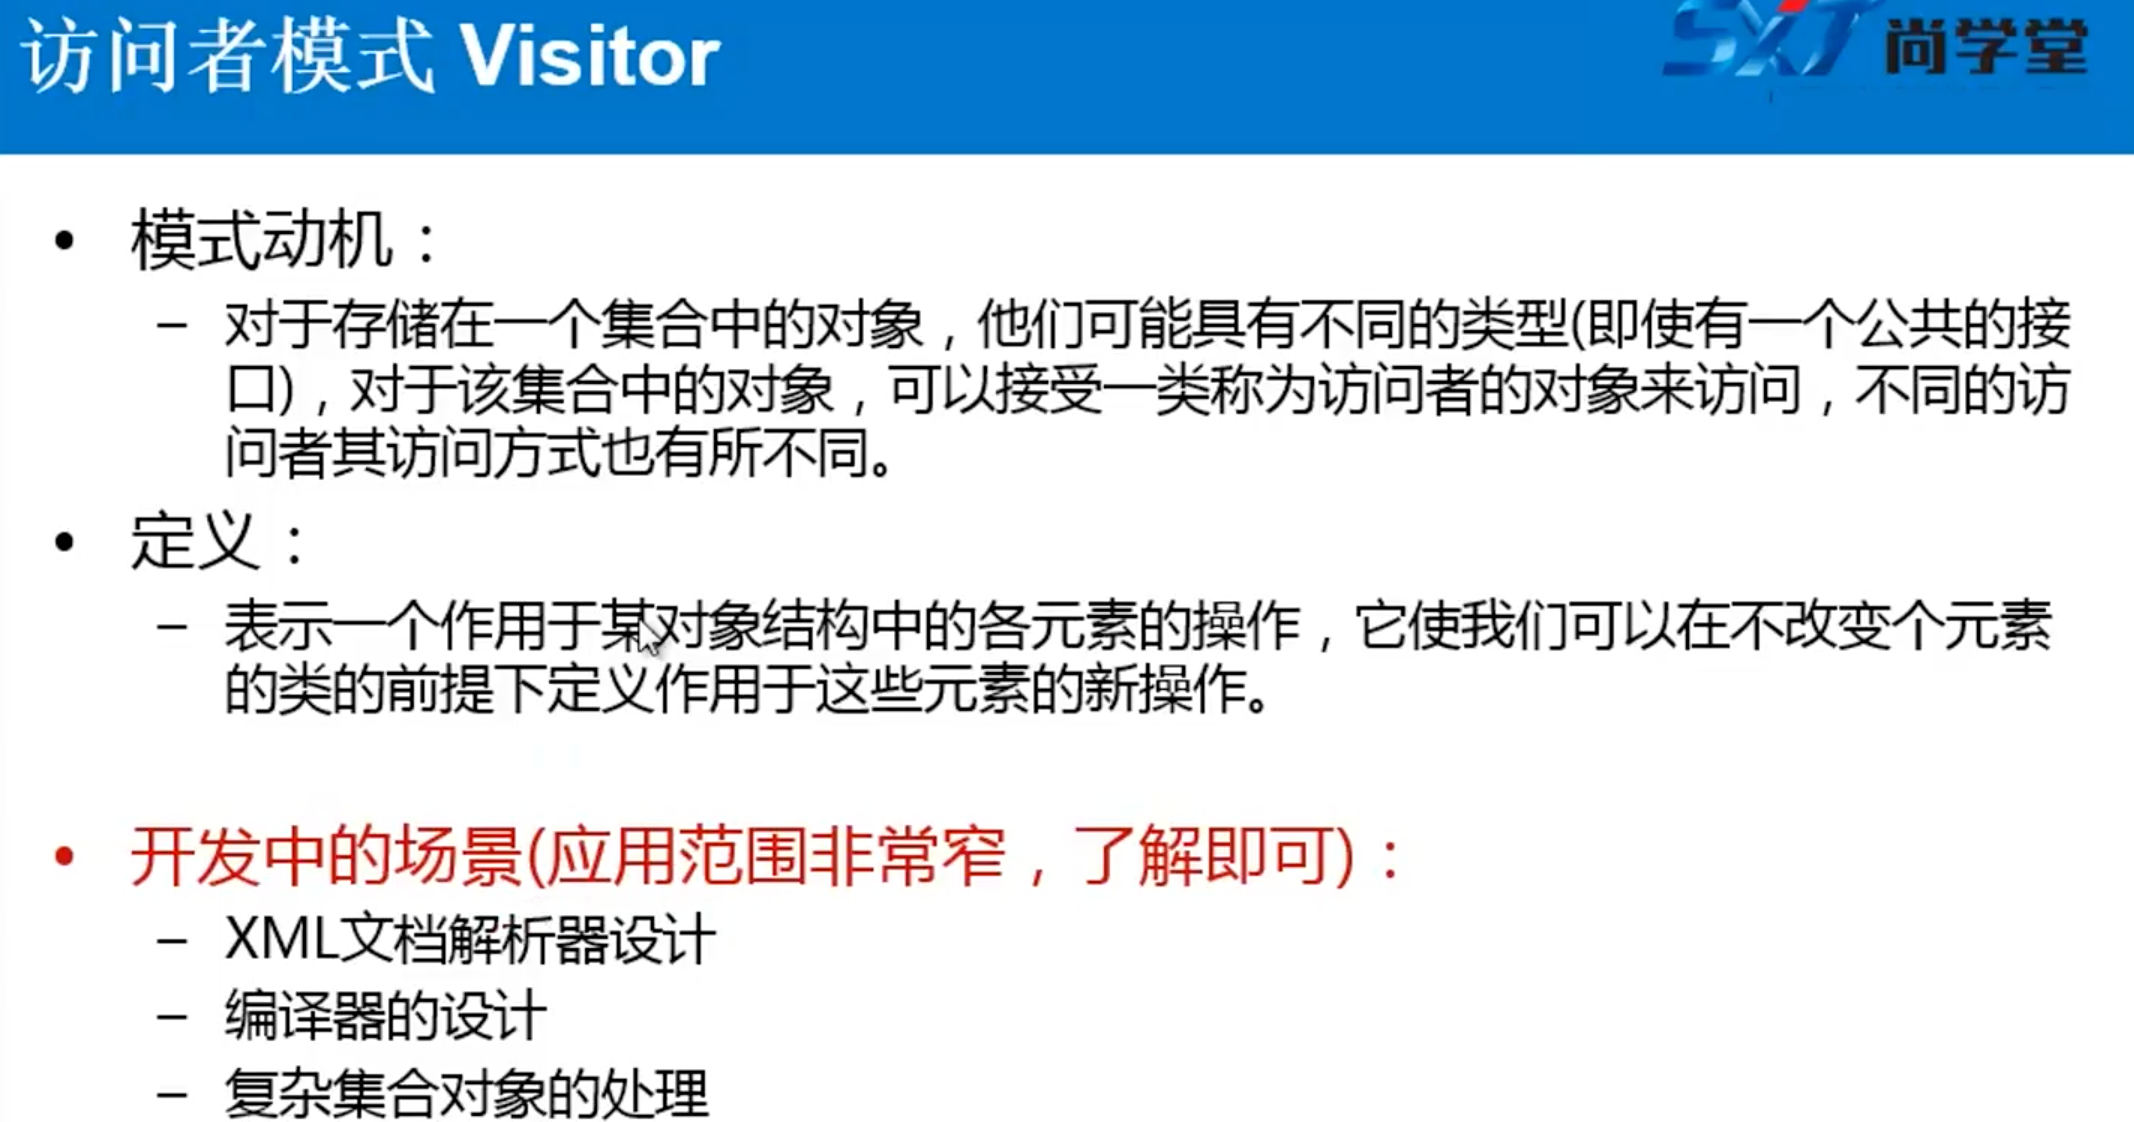 访问者模式 Visitor
SXT 尚学堂
• 模式动机：
– 对于存储在一个集合中的对象，他们可能具有不同的类型(即使有一个公共的接
口)，对于该集合中的对象，可以接受一类称为访问者的对象来访问，不同的访
问者其访问方式也有所不同。
• 定义：
– 表示一个作用于某对象结构中的各元素的操作，它使我们可以在不改变个元素
的类的前提下定义作用于这些元素的新操作。
• 开发中的场景(应用范围非常窄，了解即可)：
– XML文档解析器设计
– 编译器的设计
– 复杂集合对象的处理